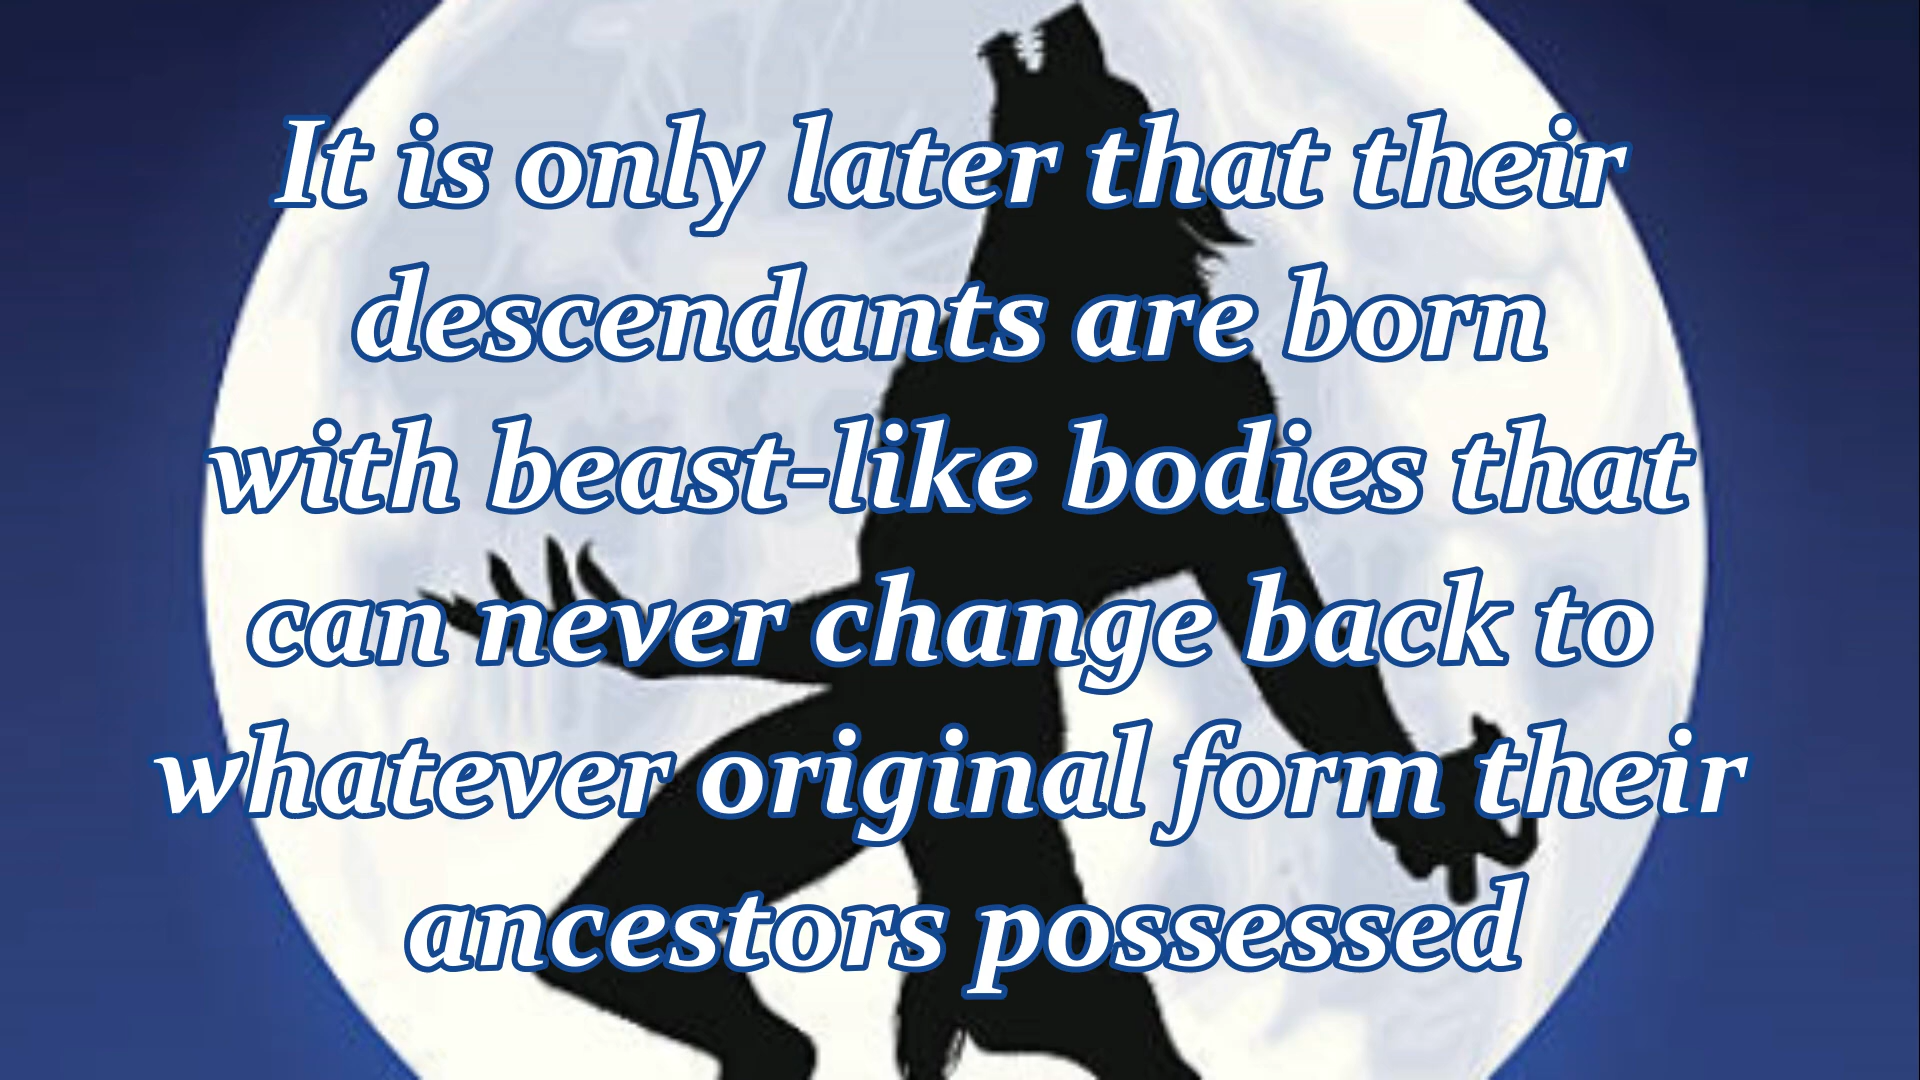 It is only later that their
descendants are born
with beast-like bodies that
can never change back to
whatever original form their
ancestors possessed